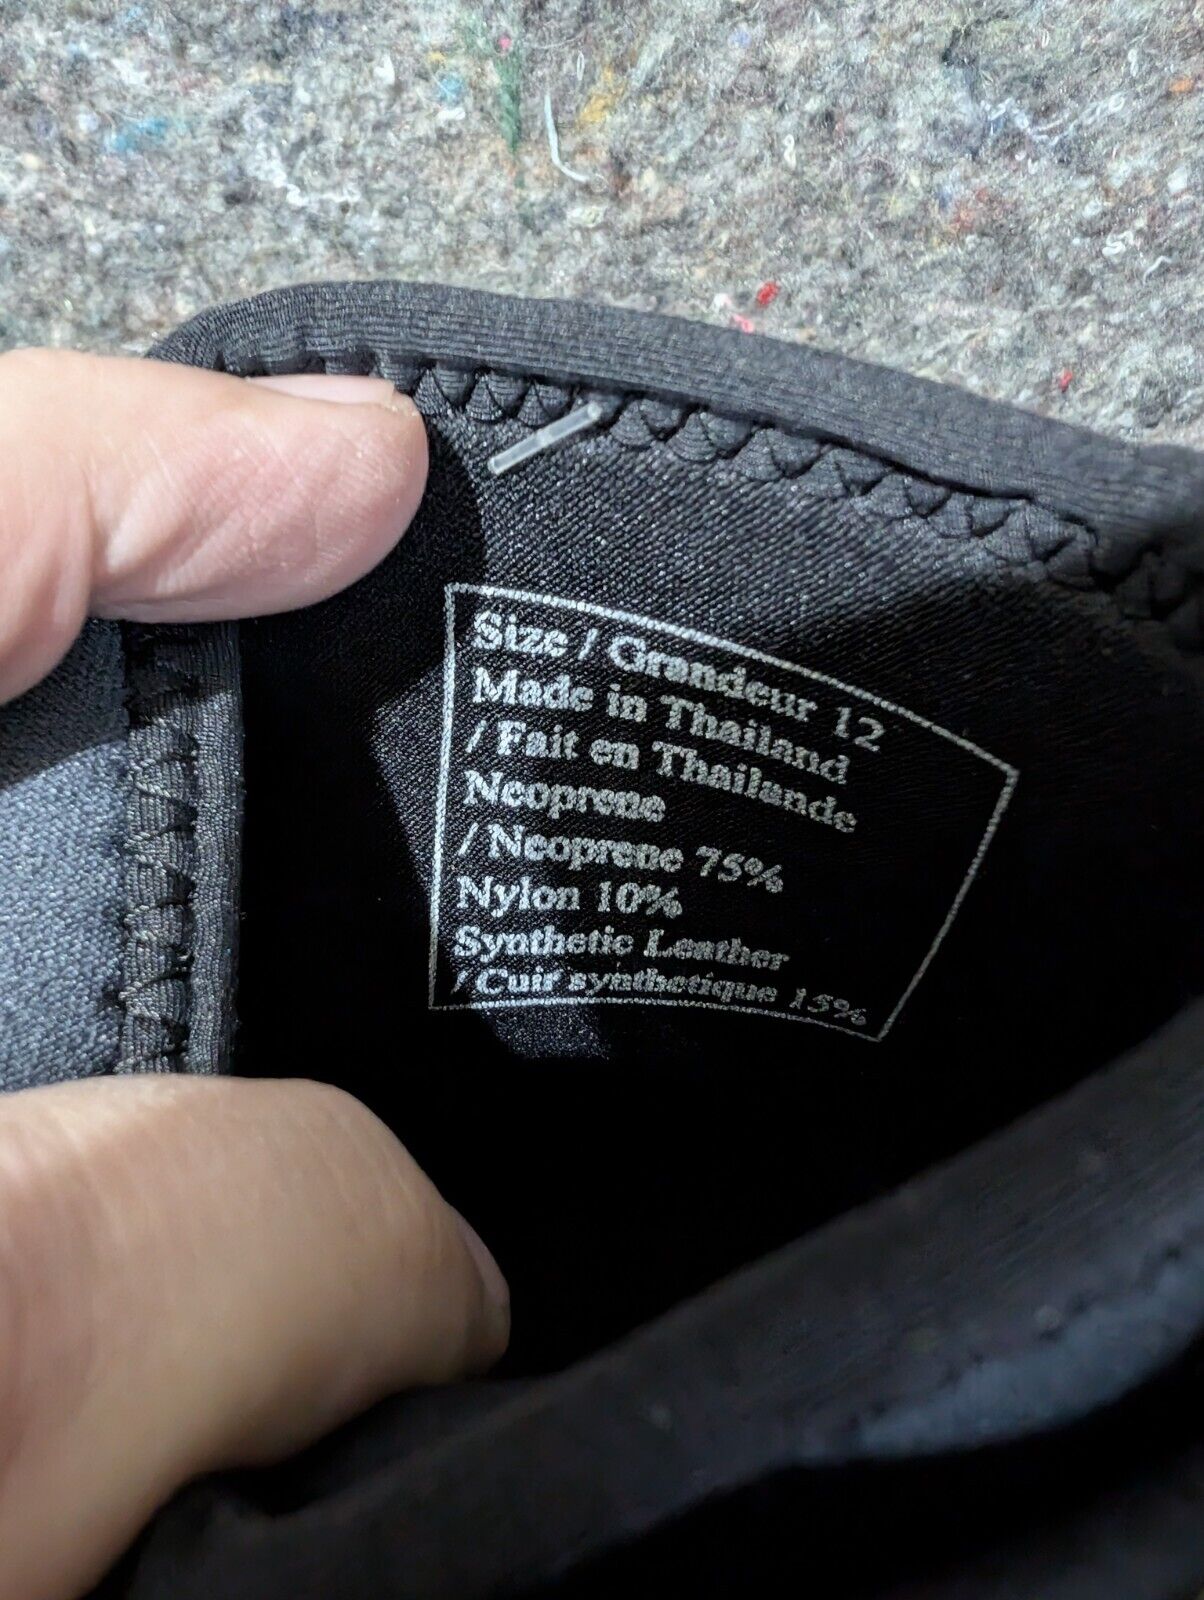 Size / Grandeur 12
Made in Thailand
/ Fait en Thailande
Neoprene
/ Neoprene 75%
Nylon 10%
Synthetic Leather
/ Cuir synthetique 15%